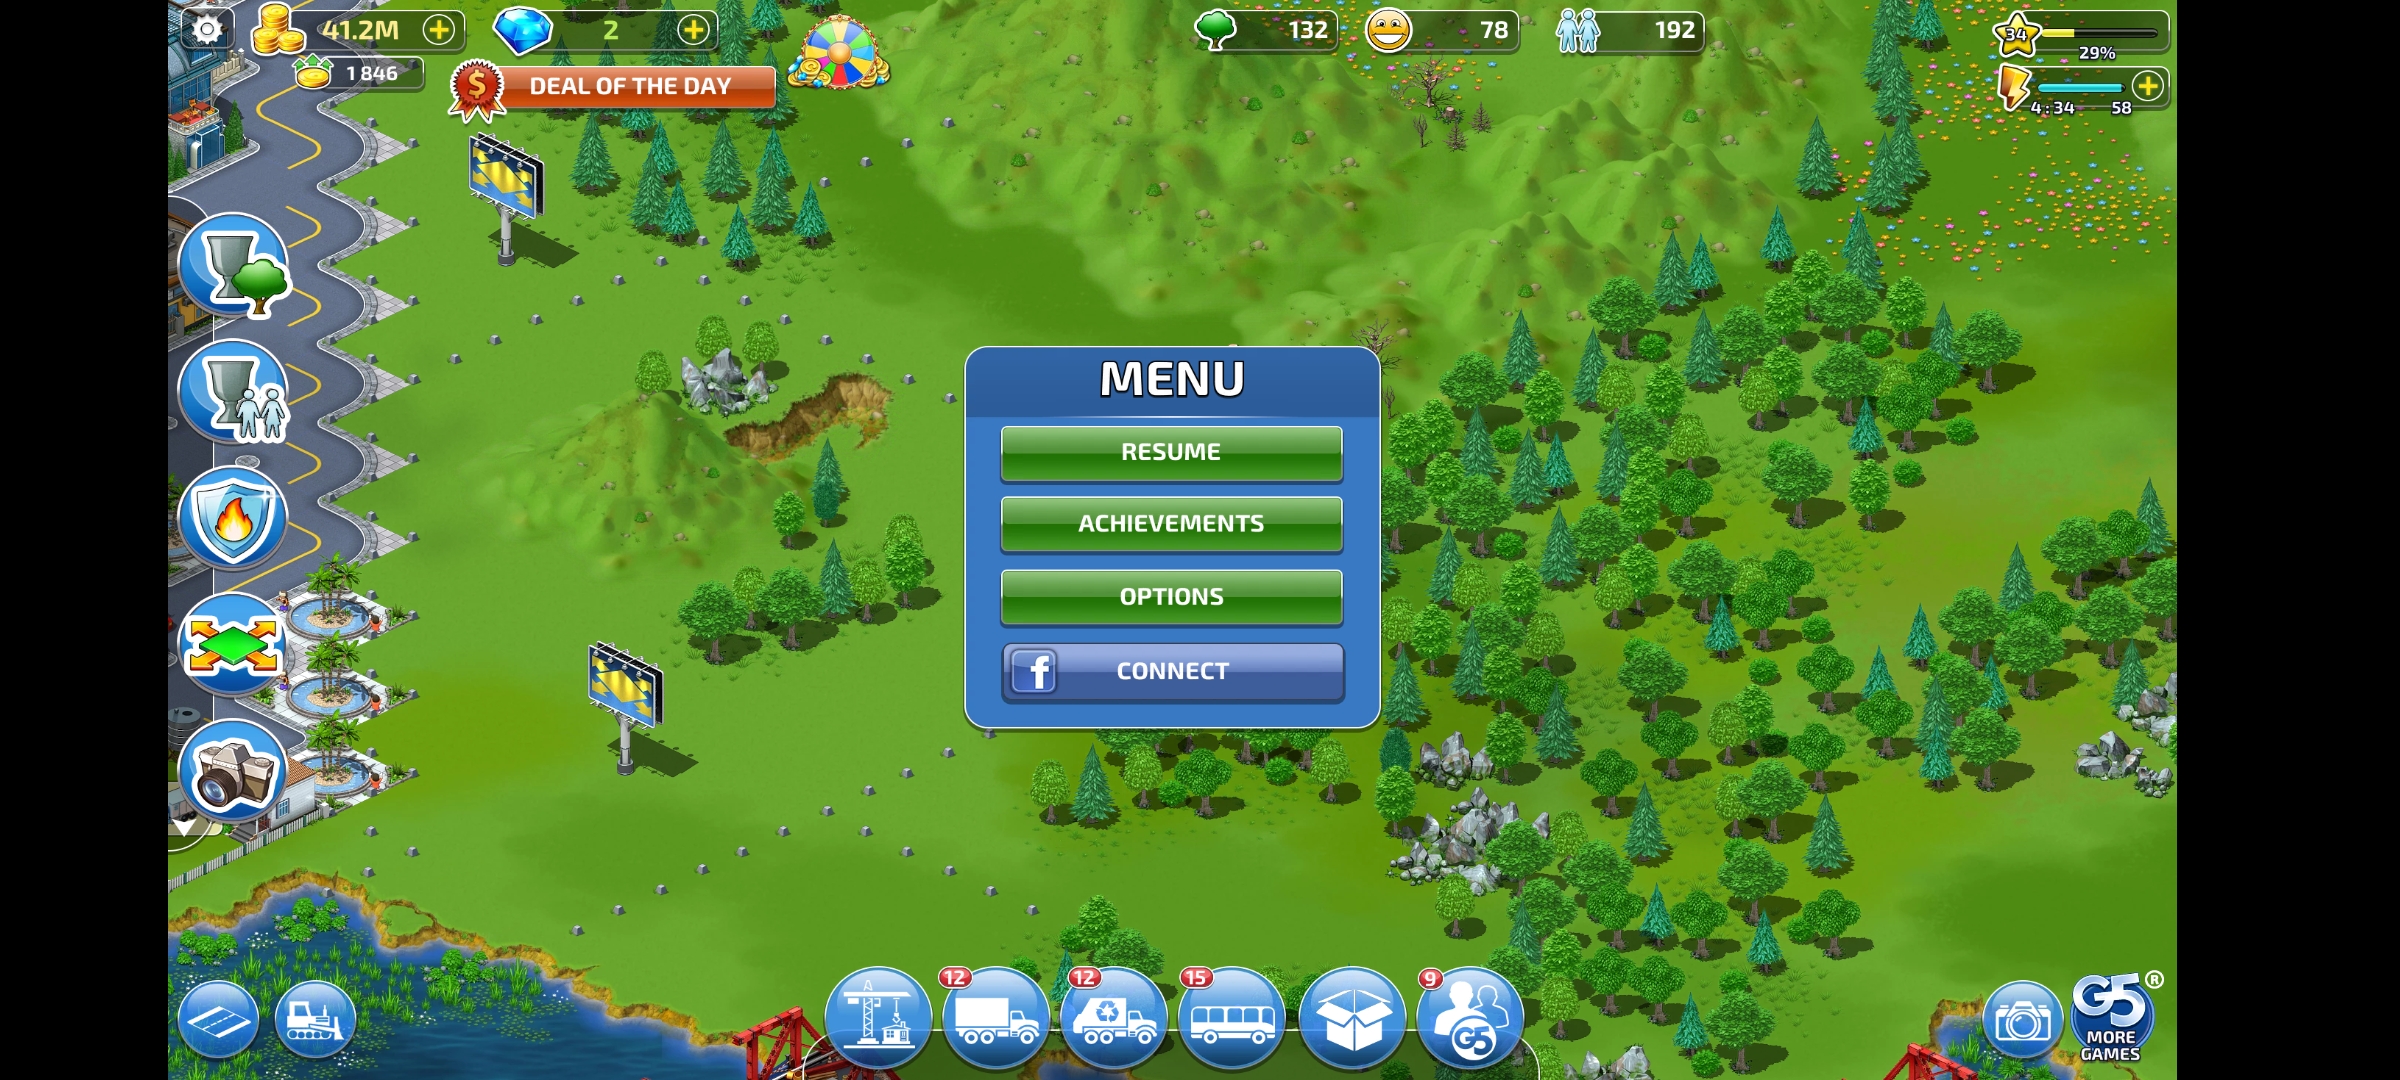 41.2M
2
132
78
192
34
29%
1 846
DEAL OF THE DAY
4:34
58
MENU
RESUME
ACHIEVEMENTS
OPTIONS
f CONNECT
12
12
15
9
G5
G5®
MORE
GAMES